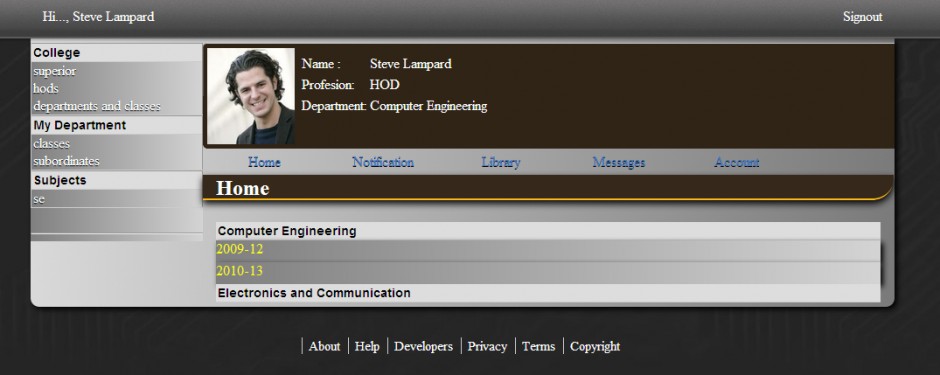 Hi..., Steve Lampard
Signout
College
superior
hods
departments and classes
My Department
classes
subordinates
Subjects
se
Name : Steve Lampard
Profesion: HOD
Department: Computer Engineering
Home Notification Library Messages Account
Home
Computer Engineering
2009-12
2010-13
Electronics and Communication
About Help Developers Privacy Terms Copyright